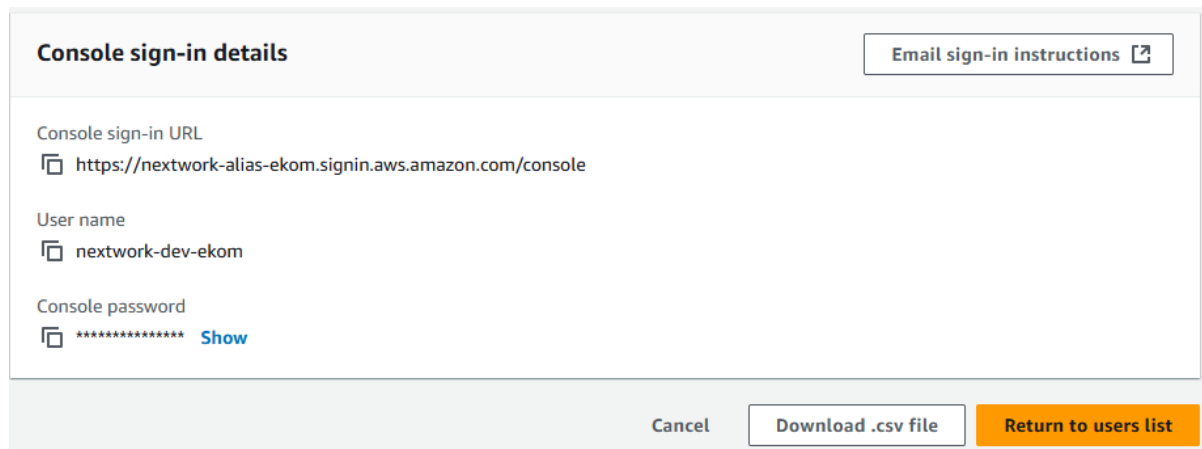 Console sign-in details
Email sign-in instructions
Console sign-in URL
https://nextwork-alias-ekom.signin.aws.amazon.com/console
User name
nextwork-dev-ekom
Console password
*************** Show
Cancel
Download .csv file
Return to users list